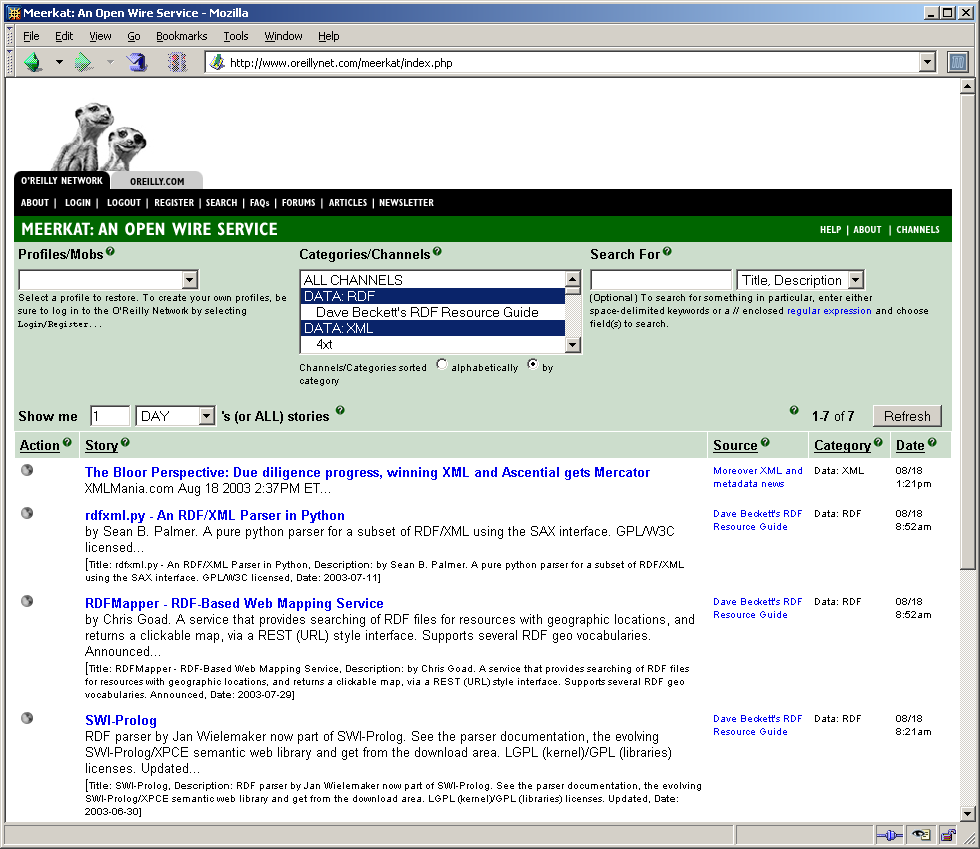 Meerkat: An Open Wire Service - Mozilla
File Edit View Go Bookmarks Tools Window Help
http://www.oreillynet.com/meerkat/index.php
O'REILLY NETWORK OREILLY.COM
ABOUT | LOGIN | LOGOUT | REGISTER | SEARCH | FAQs | FORUMS | ARTICLES | NEWSLETTER
MEERKAT: AN OPEN WIRE SERVICE HELP | ABOUT | CHANNELS
Profiles/Mobs ? Categories/Channels ? Search For ?
ALL CHANNELS
DATA: RDF
Dave Beckett's RDF Resource Guide
DATA: XML
4xt
Title, Description
Select a profile to restore. To create your own profiles, be
sure to log in to the O'Reilly Network by selecting
Login/Register...
(Optional) To search for something in particular, enter either
space-delimited keywords or a // enclosed regular expression and choose
field(s) to search.
Channels/Categories sorted alphabetically by
category
Show me 1 DAY 's (or ALL) stories ? ? 1-7 of 7 Refresh
Action ? Story ? Source ? Category ? Date ?
The Bloor Perspective: Due diligence progress, winning XML and Ascential gets Mercator
XMLMania.com Aug 18 2003 2:37PM ET...
Moreover XML and
metadata news
Data: XML
08/18
1:21pm
rdfxml.py - An RDF/XML Parser in Python
by Sean B. Palmer. A pure python parser for a subset of RDF/XML using the SAX interface. GPL/W3C
licensed...
[Title: rdfxml.py - An RDF/XML Parser in Python, Description: by Sean B. Palmer. A pure python parser for a subset of RDF/XML
using the SAX interface. GPL/W3C licensed, Date: 2003-07-11]
Dave Beckett's RDF
Resource Guide
Data: RDF
08/18
8:52am
RDFMapper - RDF-Based Web Mapping Service
by Chris Goad. A service that provides searching of RDF files for resources with geographic locations, and
returns a clickable map, via a REST (URL) style interface. Supports several RDF geo vocabularies.
Announced...
[Title: RDFMapper - RDF-Based Web Mapping Service, Description: by Chris Goad. A service that provides searching of RDF files
for resources with geographic locations, and returns a clickable map, via a REST (URL) style interface. Supports several RDF geo
vocabularies. Announced, Date: 2003-07-29]
Dave Beckett's RDF
Resource Guide
Data: RDF
08/18
8:52am
SWI-Prolog
RDF parser by Jan Wielemaker now part of SWI-Prolog. See the parser documentation, the evolving
SWI-Prolog/XPCE semantic web library and get from the download area. LGPL (kernel)/GPL (libraries)
licenses. Updated...
[Title: SWI-Prolog, Description: RDF parser by Jan Wielemaker now part of SWI-Prolog. See the parser documentation, the evolving
SWI-Prolog/XPCE semantic web library and get from the download area. LGPL (kernel)/GPL (libraries) licenses. Updated, Date:
2003-06-30]
Dave Beckett's RDF
Resource Guide
Data: RDF
08/18
8:21am